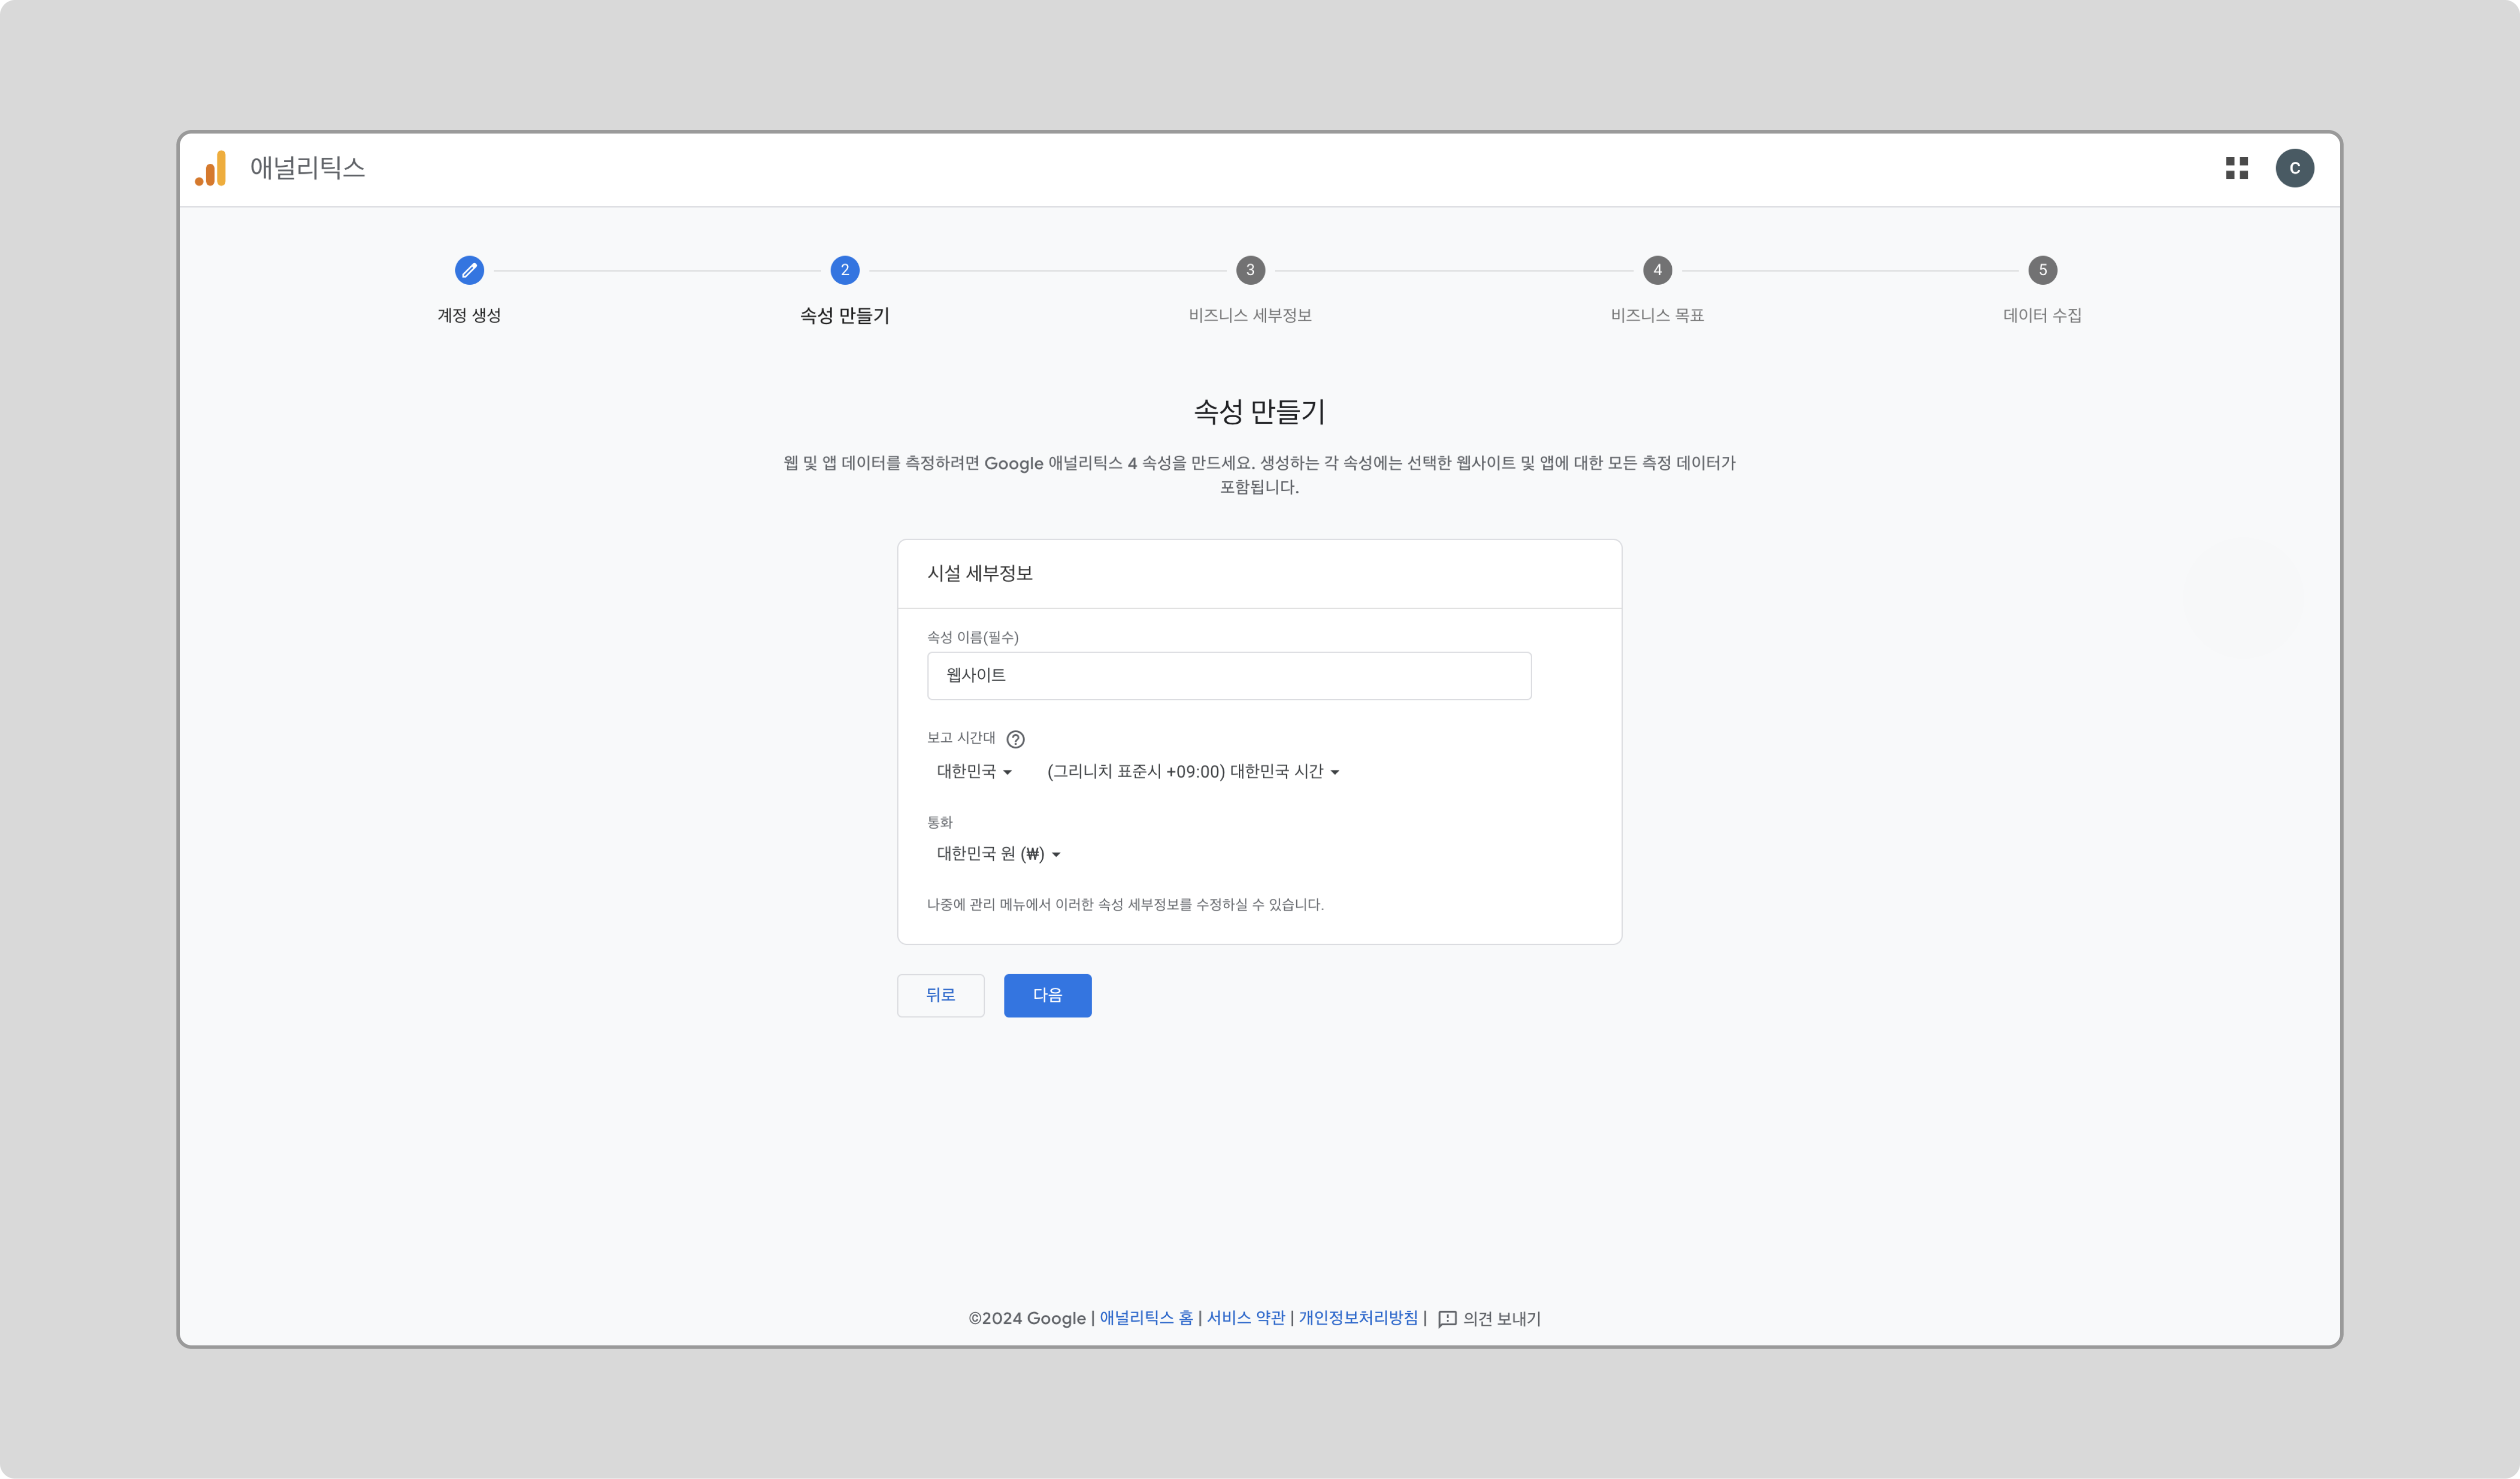 애널리틱스
C
2
3
4
5
계정 생성
속성 만들기
비즈니스 세부정보
비즈니스 목표
데이터 수집
속성 만들기
웹 및 앱 데이터를 측정하려면 Google 애널리틱스 4 속성을 만드세요. 생성하는 각 속성에는 선택한 웹사이트 및 앱에 대한 모든 측정 데이터가
포함됩니다.
시설 세부정보
속성 이름(필수)
웹사이트
보고 시간대
대한민국 (그리니치 표준시 +09:00) 대한민국 시간
통화
대한민국 원 (₩)
나중에 관리 메뉴에서 이러한 속성 세부정보를 수정하실 수 있습니다.
뒤로
다음
©2024 Google | 애널리틱스 홈 | 서비스 약관 | 개인정보처리방침 | 의견 보내기